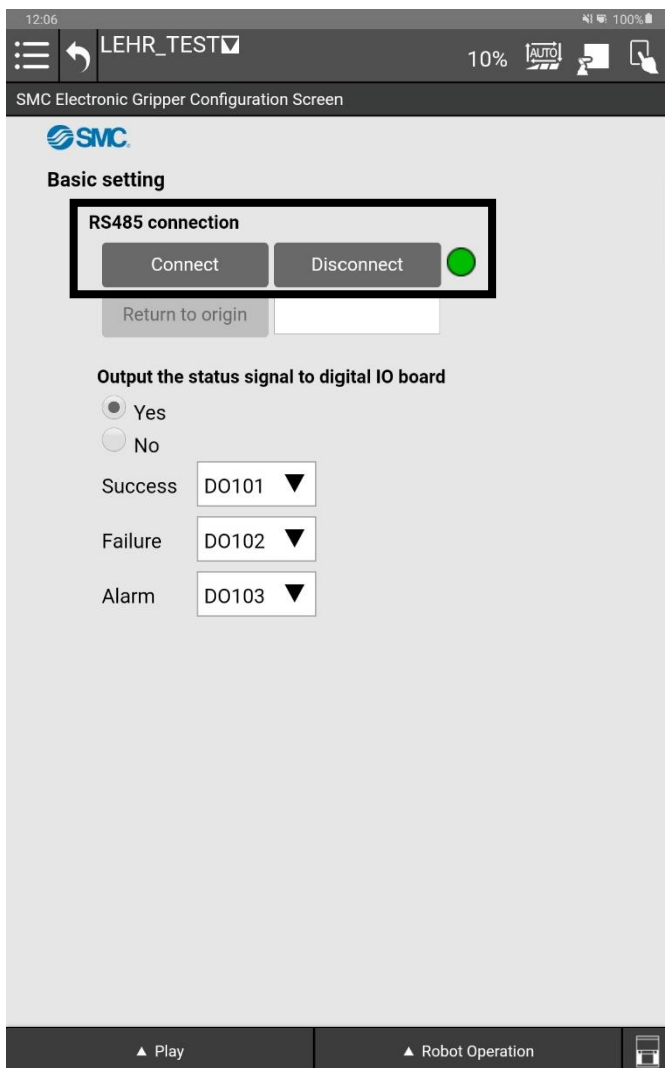 12:06
100%
LEHR_TEST
10%
AUTO
SMC Electronic Gripper Configuration Screen
SMC.
Basic setting
RS485 connection
Connect Disconnect
Return to origin
Output the status signal to digital IO board
Yes
No
Success DO101 ▼
Failure DO102 ▼
Alarm DO103 ▼
▲ Play ▲ Robot Operation